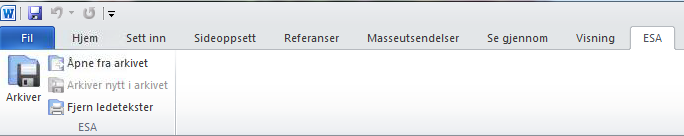 Fil Hjem Sett inn Sideoppsett Referanser Masseutsendelser Se gjennom Visning ESA
Arkiver
Åpne fra arkivet
Arkiver nytt i arkivet
Fjern ledetekster
ESA